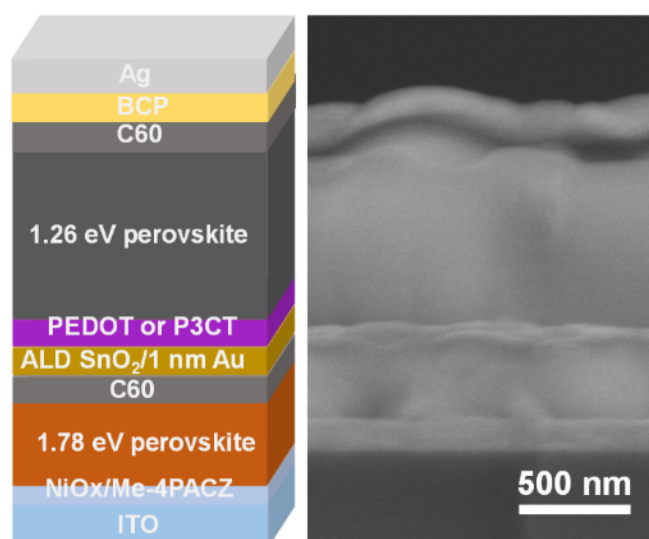 Ag
BCP
C60
1.26 eV perovskite
PEDOT or P3CT
ALD SnO₂/1 nm Au
C60
1.78 eV perovskite
NiOx/Me-4PACZ
ITO
500 nm